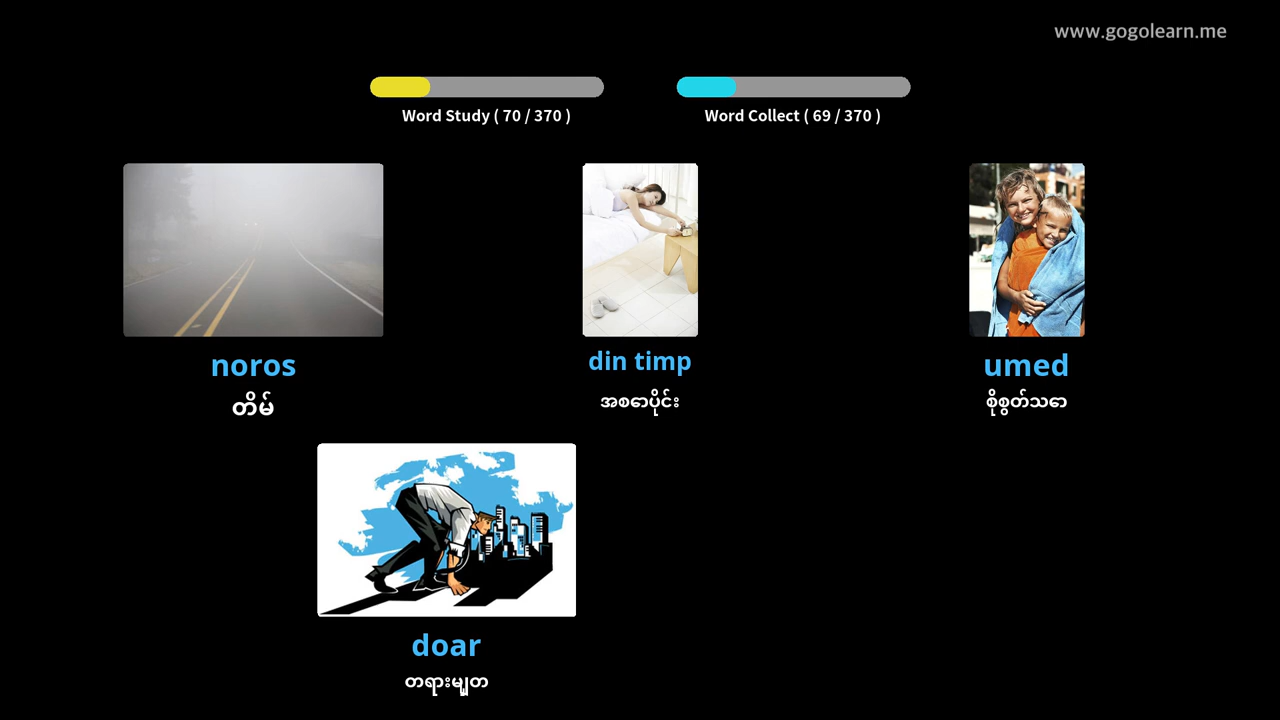 www.gogolearn.me
Word Study ( 70 / 370 )
Word Collect ( 69 / 370 )
noros
တိမ်
din timp
အစောပိုင်း
umed
စိုစွတ်သော
doar
တရားမျှတ